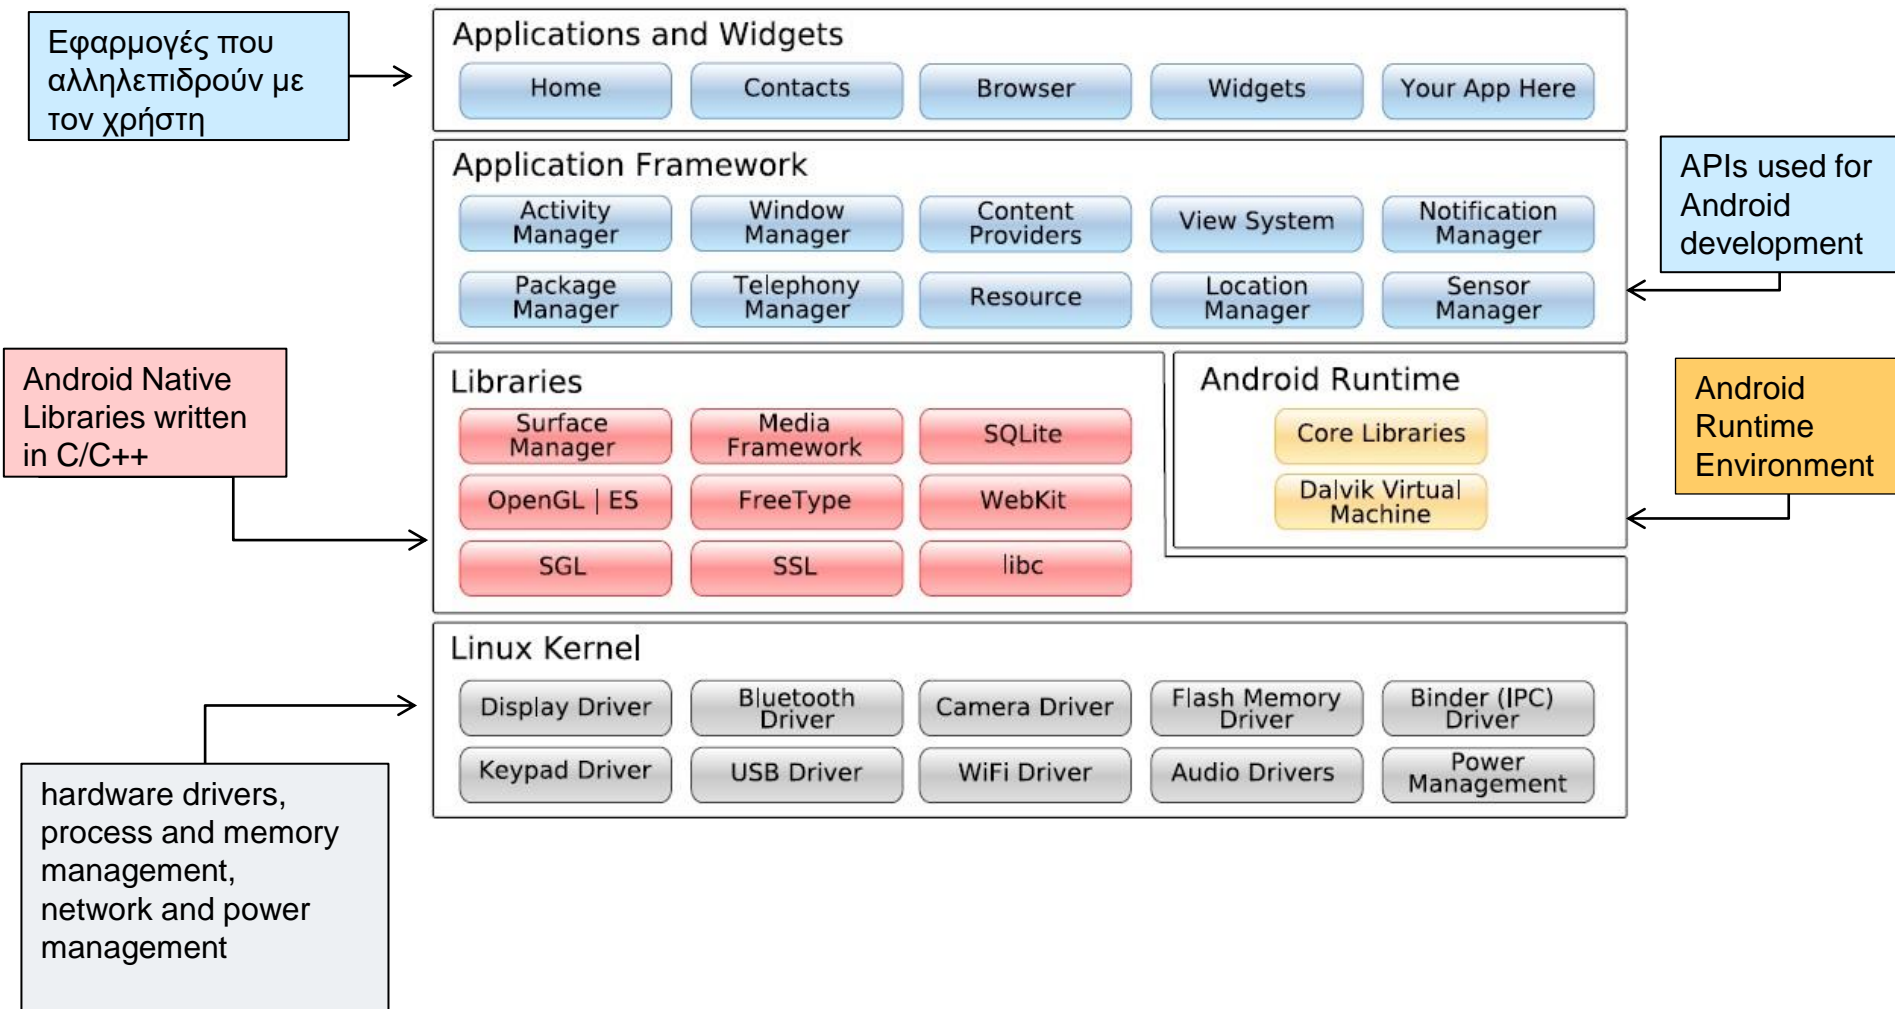 Εφαρμογές που
αλληλεπιδρούν με
τον χρήστη
Applications and Widgets
Home
Contacts
Browser
Widgets
Your App Here
Application Framework
Activity
Manager
Window
Manager
Content
Providers
View System
Notification
Manager
Package
Manager
Telephony
Manager
Resource
Location
Manager
Sensor
Manager
APIs used for
Android
development
Android Native
Libraries written
in C/C++
Libraries
Surface
Manager
Media
Framework
SQLite
OpenGL | ES
FreeType
WebKit
SGL
SSL
libc
Android Runtime
Core Libraries
Dalvik Virtual
Machine
Android
Runtime
Environment
Linux Kernel
Display Driver
Bluetooth
Driver
Camera Driver
Flash Memory
Driver
Binder (IPC)
Driver
Keypad Driver
USB Driver
WiFi Driver
Audio Drivers
Power
Management
hardware drivers,
process and memory
management,
network and power
management